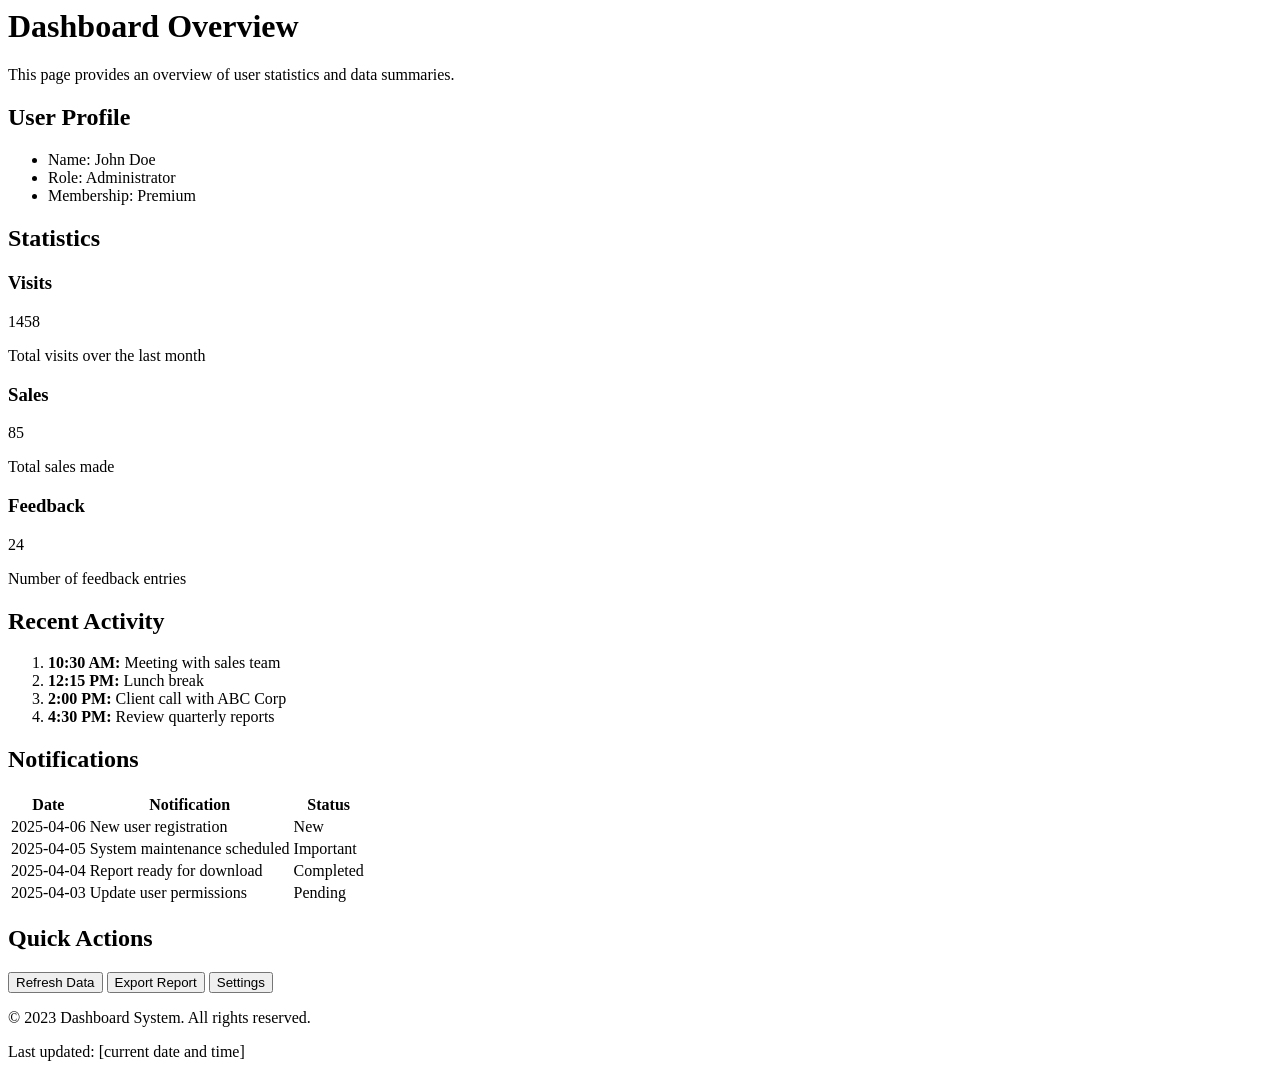 Dashboard Overview
This page provides an overview of user statistics and data summaries.
User Profile
• Name: John Doe
• Role: Administrator
• Membership: Premium
Statistics
Visits
1458
Total visits over the last month
Sales
85
Total sales made
Feedback
24
Number of feedback entries
Recent Activity
1. 10:30 AM: Meeting with sales team
2. 12:15 PM: Lunch break
3. 2:00 PM: Client call with ABC Corp
4. 4:30 PM: Review quarterly reports
Notifications
Date Notification Status
2025-04-06 New user registration New
2025-04-05 System maintenance scheduled Important
2025-04-04 Report ready for download Completed
2025-04-03 Update user permissions Pending
Quick Actions
Refresh Data Export Report Settings
© 2023 Dashboard System. All rights reserved.
Last updated: [current date and time]